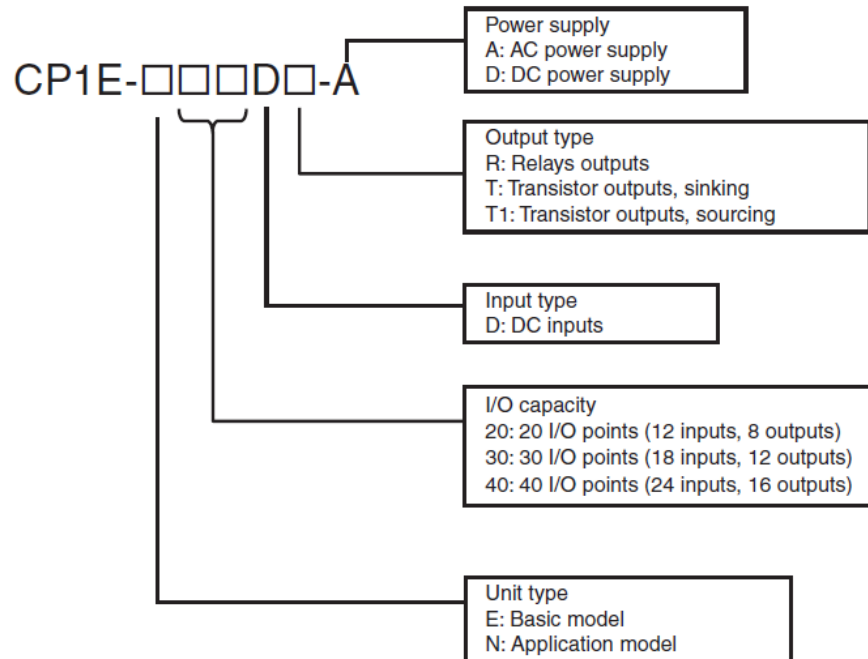 Power supply
A: AC power supply
D: DC power supply
CP1E-□□□D□-A
Output type
R: Relays outputs
T: Transistor outputs, sinking
T1: Transistor outputs, sourcing
Input type
D: DC inputs
I/O capacity
20: 20 I/O points (12 inputs, 8 outputs)
30: 30 I/O points (18 inputs, 12 outputs)
40: 40 I/O points (24 inputs, 16 outputs)
Unit type
E: Basic model
N: Application model